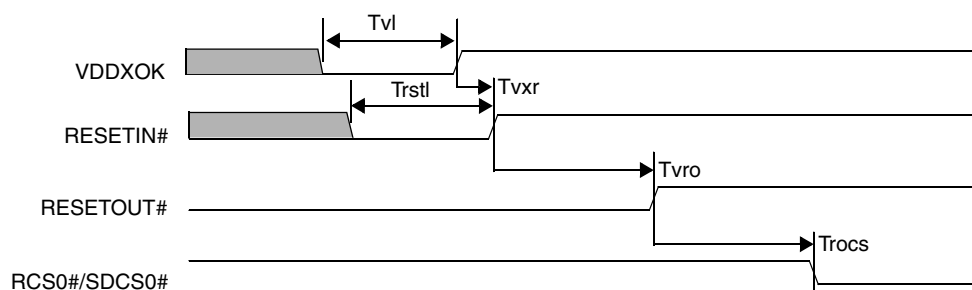 Tvl
VDDXOK
Trstl
Tvxr
RESETIN#
Tvro
RESETOUT#
Trocs
RCS0#/SDCS0#